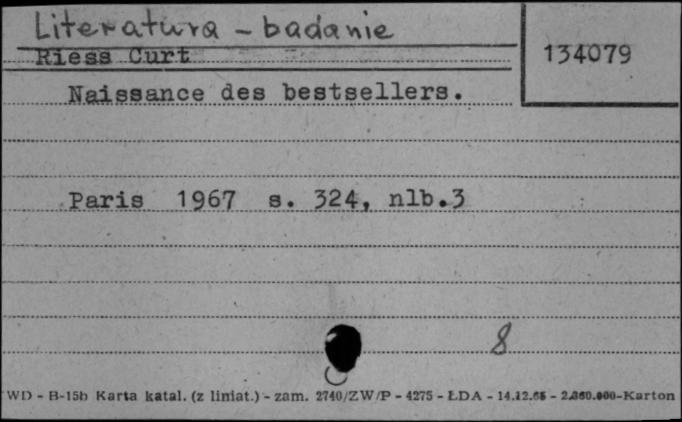 Literatura - badanie
Riess Curt
134079
Naissance des bestsellers.
Paris 1967 s. 324, nlb.3
8
WD - B-15b Karta katal. (z liniat.) - zam. 2740/ZW/P - 4275 - ŁDA - 14.12.65 - 2.360.000-Karton